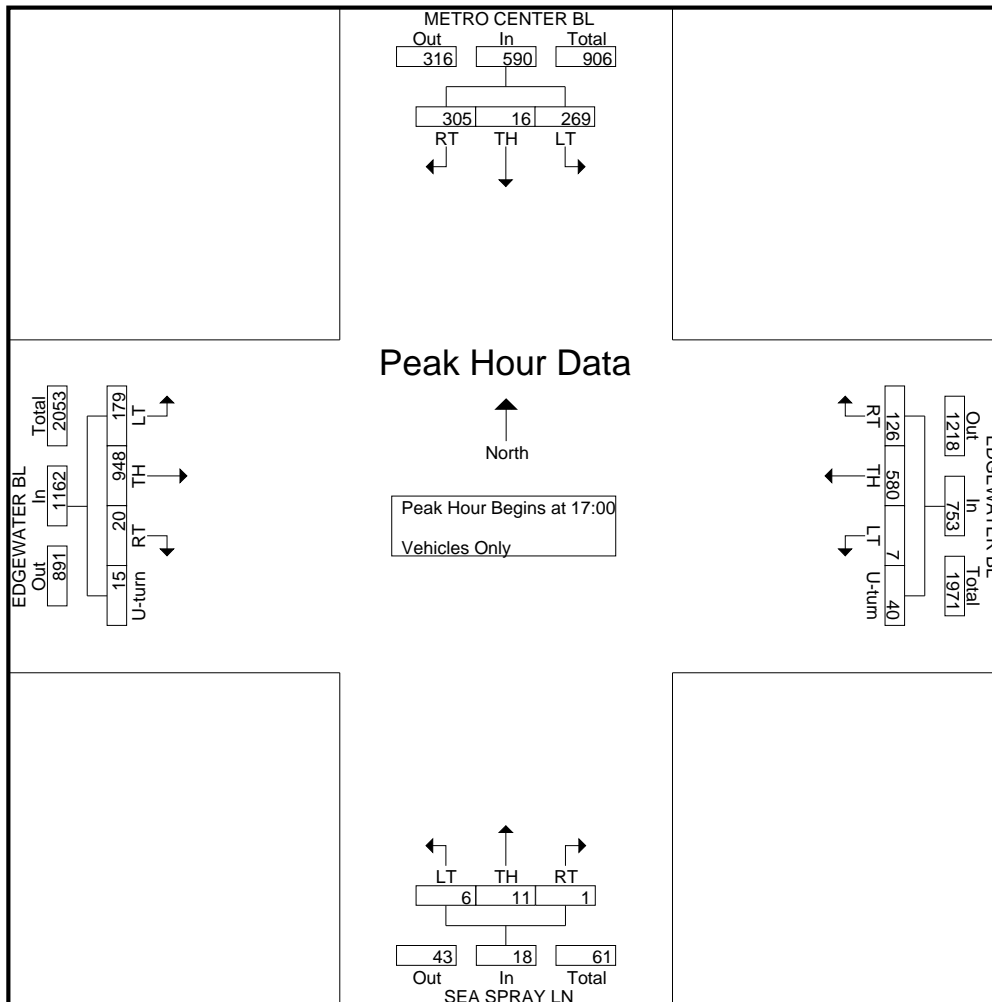 METRO CENTER BL
Out In Total
316 590 906
305 16 269
RT TH LT
Peak Hour Data
North
Peak Hour Begins at 17:00
Vehicles Only
EDGEWATER BL
Out In Total
891 1162 2053
15 20 948 179
U-turn RT TH LT
EDGEWATER BL
Out In Total
1218 753 1971
126 580 7 40
RT TH LT U-turn
LT TH RT
6 11 1
43 18 61
Out In Total
SEA SPRAY LN